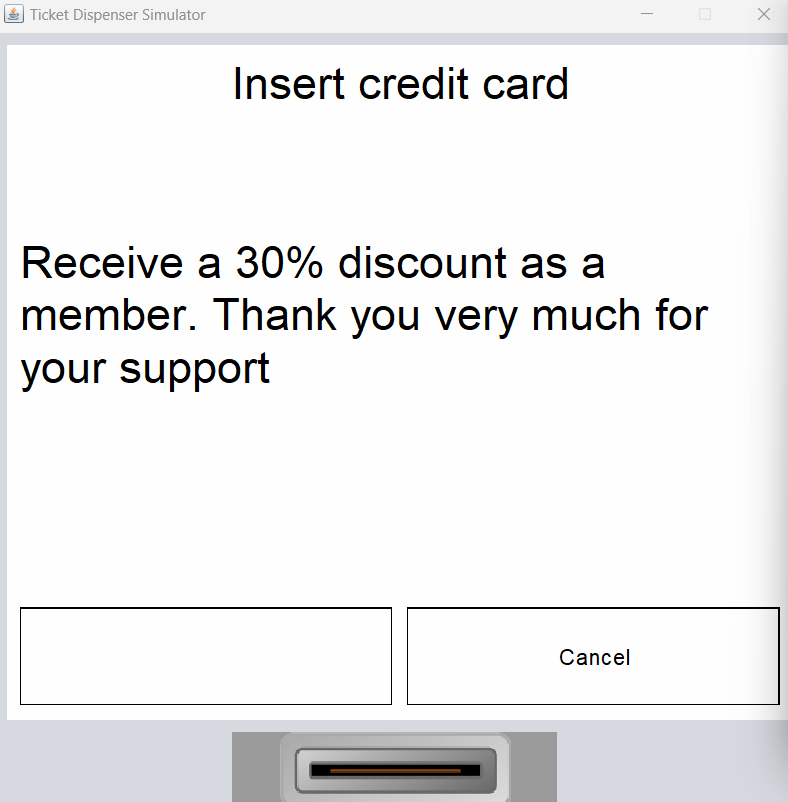 Ticket Dispenser Simulator
Insert credit card
Receive a 30% discount as a
member. Thank you very much for
your support
Cancel